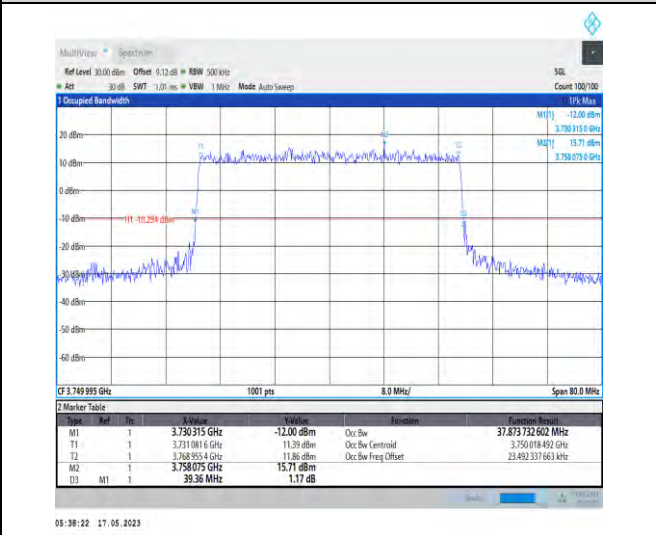 MultiView Spectrum
Ref Level 30.00 dBm Offset 9.12 dB RBW 500 kHz SGL
Att 30 dB SWT 1.01 ms VBW 1 MHz Mode Auto Sweep Count 100/100
1 Occupied Bandwidth 1Pk Max
M1[1] -12.00 dBm
3.730 315 0 GHz
M2[1] 15.71 dBm
3.758 075 0 GHz
20 dBm
10 dBm
0 dBm
-10 dBm
-20 dBm
-30 dBm
-40 dBm
-50 dBm
-60 dBm
T1
M2
T2
M1
CF 3.749 995 GHz 1001 pts 8.0 MHz/ Span 80.0 MHz
2 Marker Table
Type Ref Trc X-Value Y-Value Function Function Result
M1 1 3.730 315 GHz -12.00 dBm Occ Bw 37.873 732 602 MHz
T1 1 3.731 081 6 GHz 11.39 dBm Occ Bw Centroid 3.750 018 492 GHz
T2 1 3.768 955 4 GHz 11.86 dBm Occ Bw Freq Offset 23.492 337 663 kHz
M2 1 3.758 075 GHz 15.71 dBm
D3 M1 1 39.36 MHz 1.17 dB
05:38:22 17.05.2023